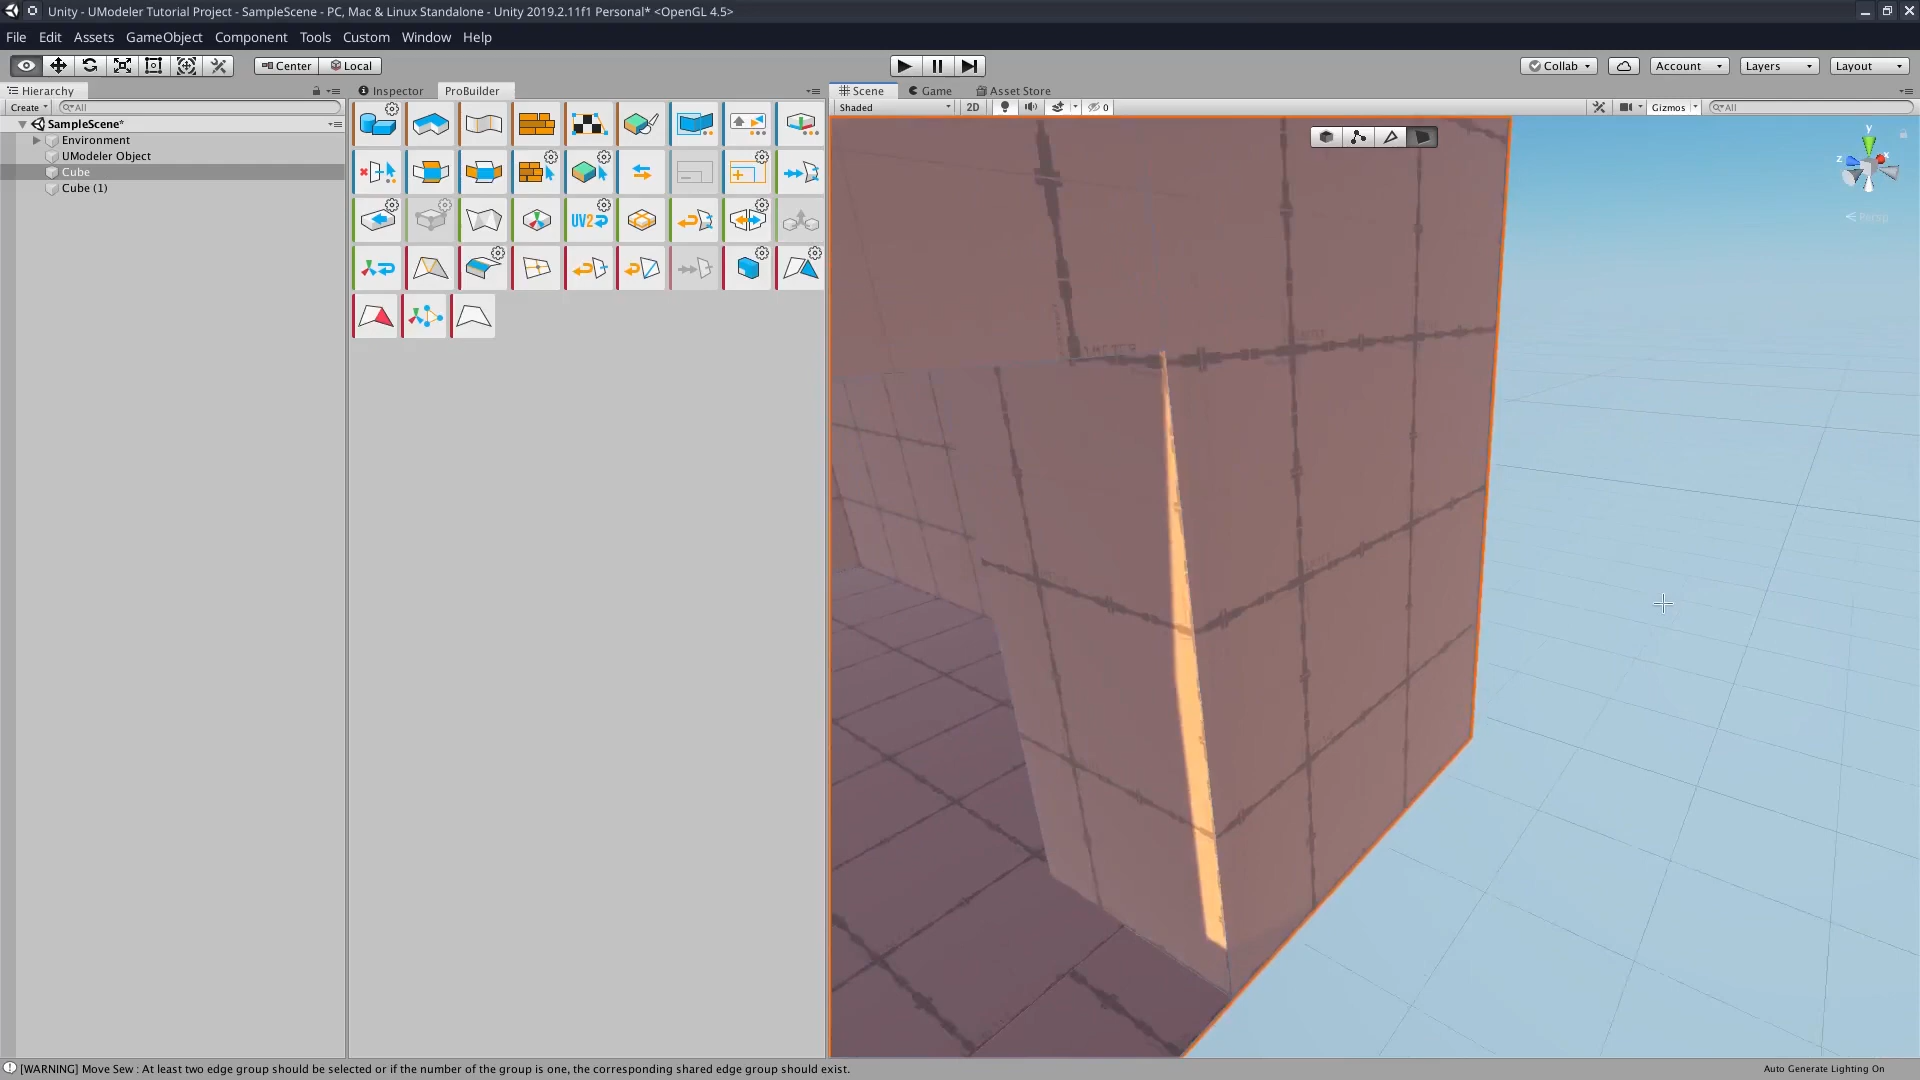 Unity - UModeler Tutorial Project - SampleScene - PC, Mac & Linux Standalone - Unity 2019.2.11f1 Personal* <OpenGL 4.5>
File Edit Assets GameObject Component Tools Custom Window Help
Center Local Collab Account Layers Layout
Hierarchy Inspector ProBuilder Scene Game Asset Store
Create All Shaded 2D 0 Gizmos All
SampleScene*
Environment
UModeler Object
Cube
Cube (1)
UV2
y
x
z
Persp
[WARNING] Move Sew : At least two edge group should be selected or if the number of the group is one, the corresponding shared edge group should exist.
Auto Generate Lighting On